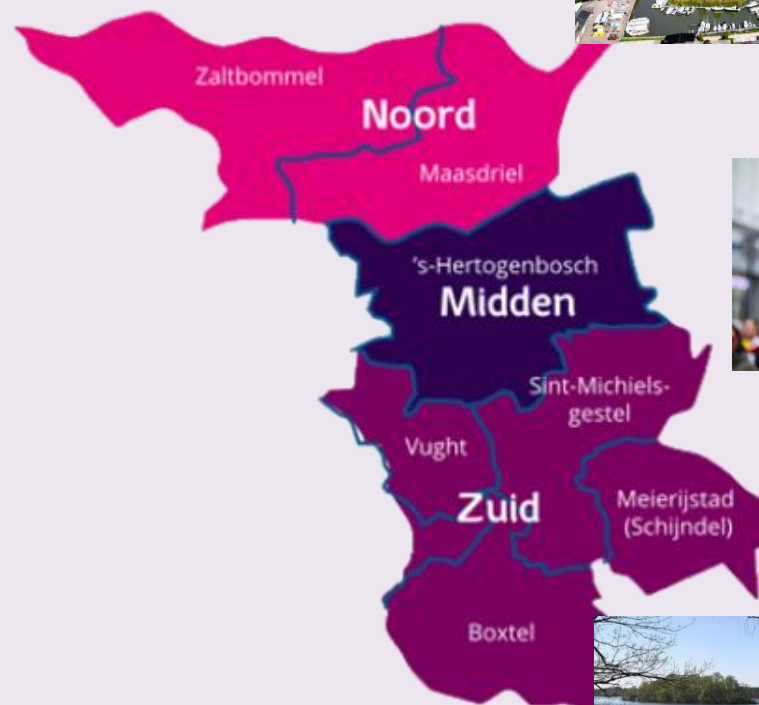 Zaltbommel
Noord
Maasdriel
's-Hertogenbosch
Midden
Sint-Michiels-
gestel
Vught
Zuid
Meierijstad
(Schijndel)
Boxtel